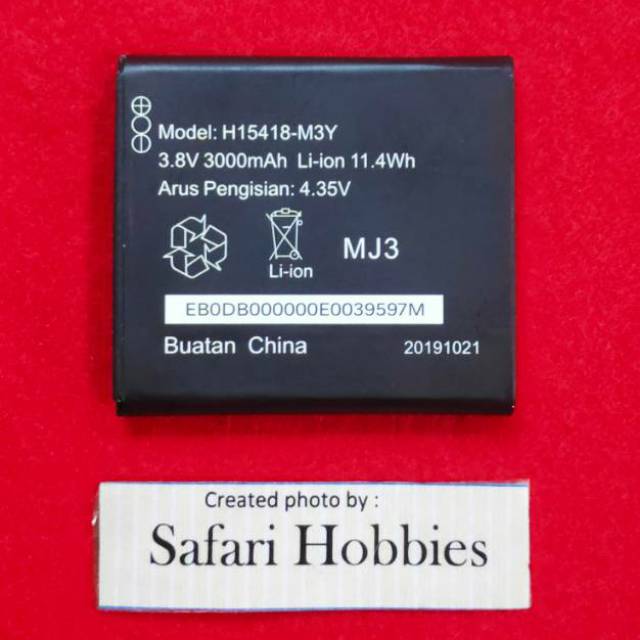 Model: H15418-M3Y
3.8V 3000mAh Li-ion 11.4Wh
Arus Pengisian: 4.35V
Li-ion
MJ3
EB0DB000000E0039597M
Buatan China
20191021
Created photo by :
Safari Hobbies